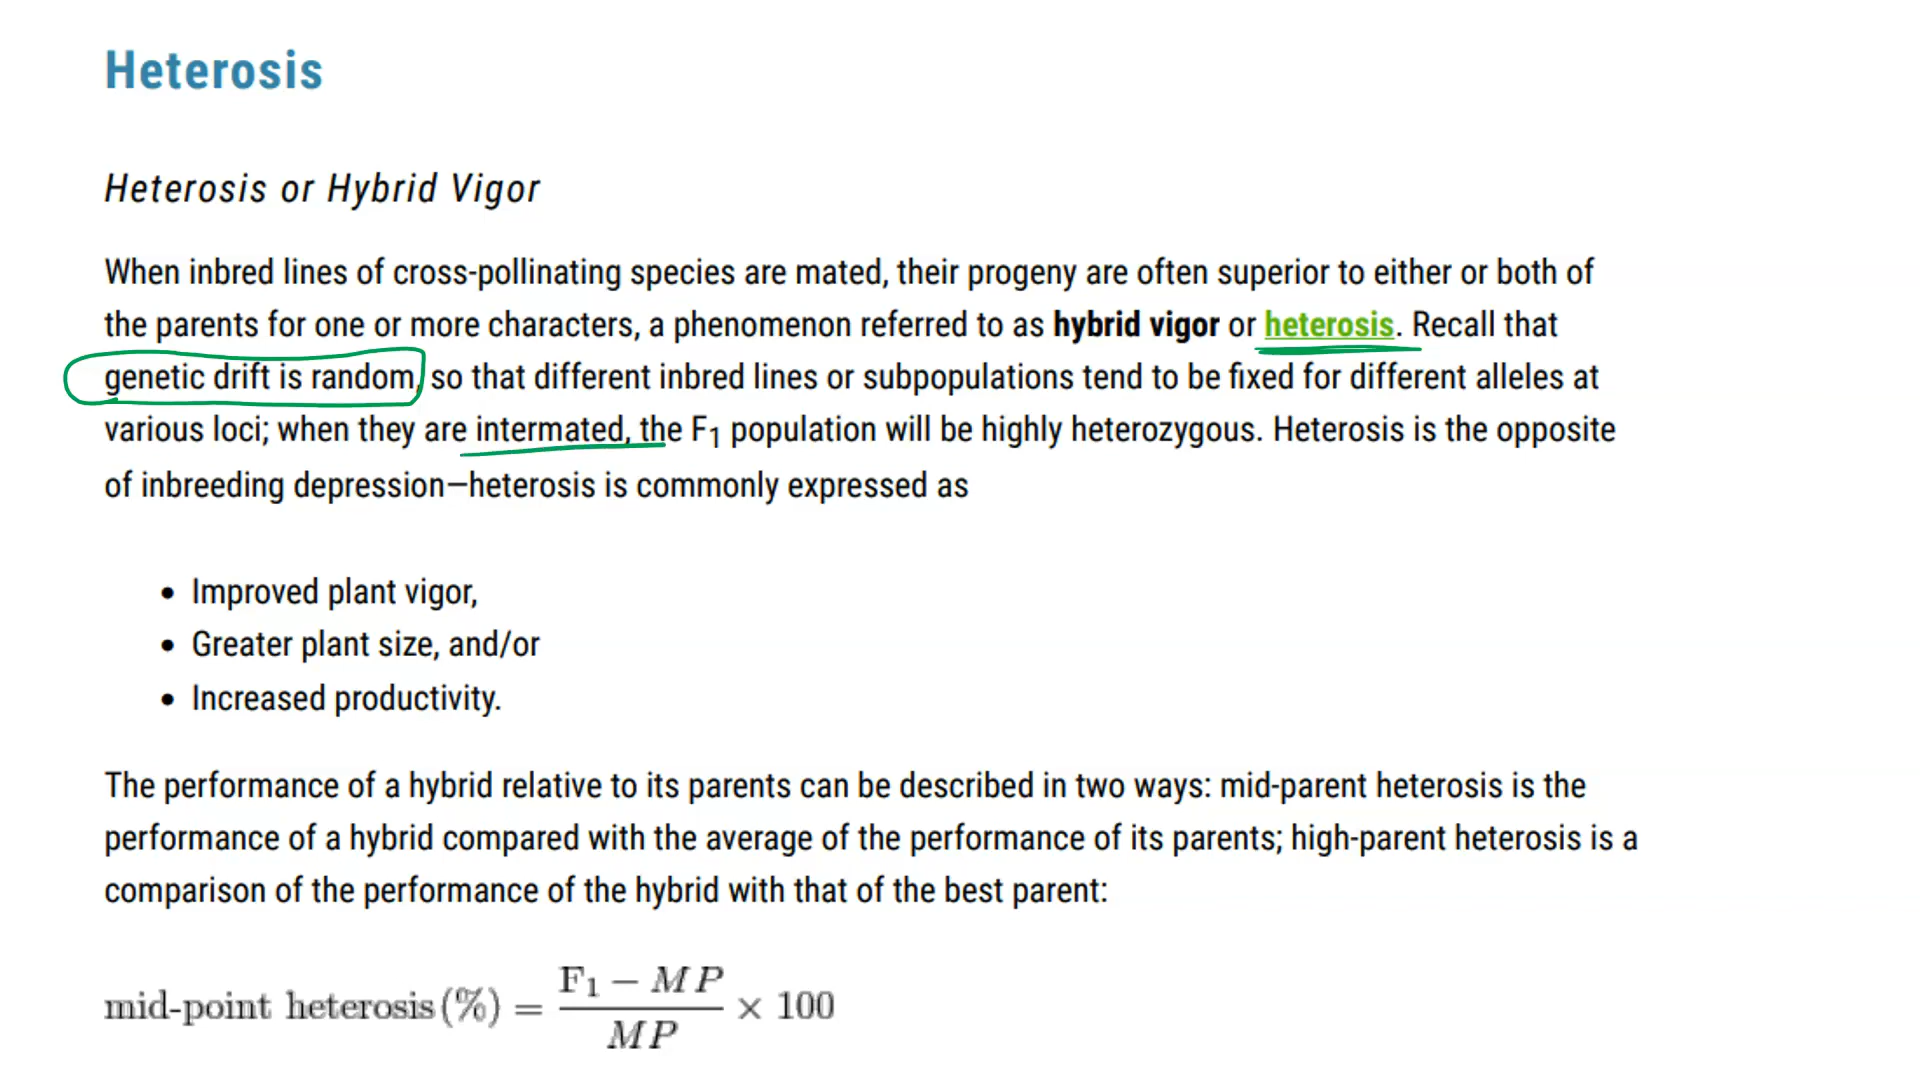 Heterosis
Heterosis or Hybrid Vigor
When inbred lines of cross-pollinating species are mated, their progeny are often superior to either or both of
the parents for one or more characters, a phenomenon referred to as hybrid vigor or heterosis. Recall that
genetic drift is random, so that different inbred lines or subpopulations tend to be fixed for different alleles at
various loci; when they are intermated, the F₁ population will be highly heterozygous. Heterosis is the opposite
of inbreeding depression—heterosis is commonly expressed as
• Improved plant vigor,
• Greater plant size, and/or
• Increased productivity.
The performance of a hybrid relative to its parents can be described in two ways: mid-parent heterosis is the
performance of a hybrid compared with the average of the performance of its parents; high-parent heterosis is a
comparison of the performance of the hybrid with that of the best parent:
mid-point heterosis(%) = (F₁ − MP) / MP × 100